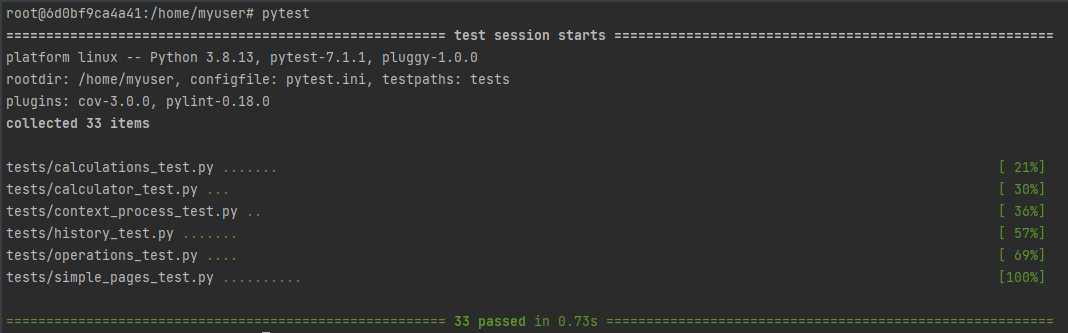 root@6d0bf9ca4a41:/home/myuser# pytest
======================================================= test session starts =======================================================
platform linux -- Python 3.8.13, pytest-7.1.1, pluggy-1.0.0
rootdir: /home/myuser, configfile: pytest.ini, testpaths: tests
plugins: cov-3.0.0, pylint-0.18.0
collected 33 items

tests/calculations_test.py ....... [ 21%]
tests/calculator_test.py ... [ 30%]
tests/context_process_test.py .. [ 36%]
tests/history_test.py ....... [ 57%]
tests/operations_test.py .... [ 69%]
tests/simple_pages_test.py .......... [100%]

======================================================= 33 passed in 0.73s ========================================================